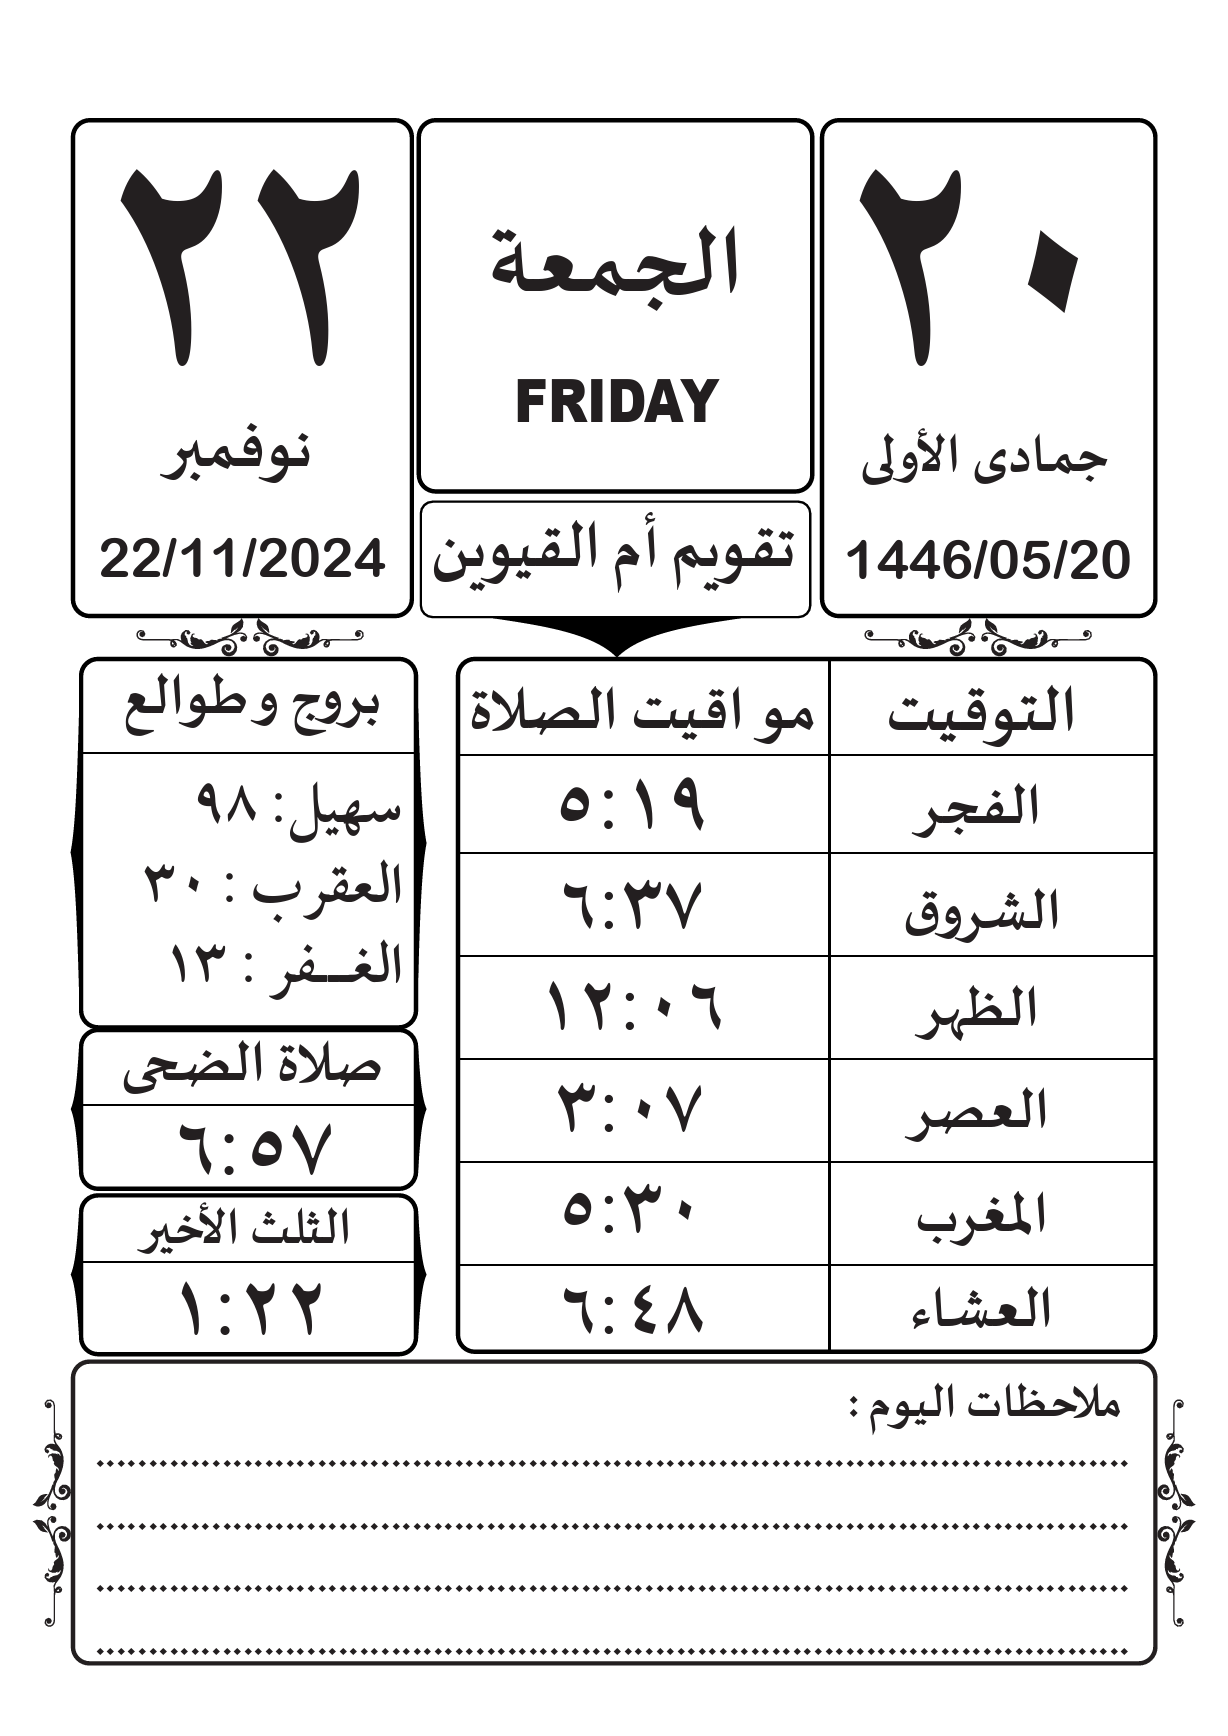 ٢٠
جمادى الأولى
1446/05/20
الجمعة
FRIDAY
تقويم أم القيوين
٢٢
نوفمبر
22/11/2024
التوقيت مو اقيت الصلاة
الفجر ٥:١٩
الشروق ٦:٣٧
الظهر ١٢:٠٦
العصر ٣:٠٧
المغرب ٥:٣٠
العشاء ٦:٤٨
بروج وطوالع
سهيل: ٩٨
العقرب : ٣٠
الغــفر : ١٣
صلاة الضحى
٦:٥٧
الثلث الأخير
١:٢٢
ملاحظات اليوم :